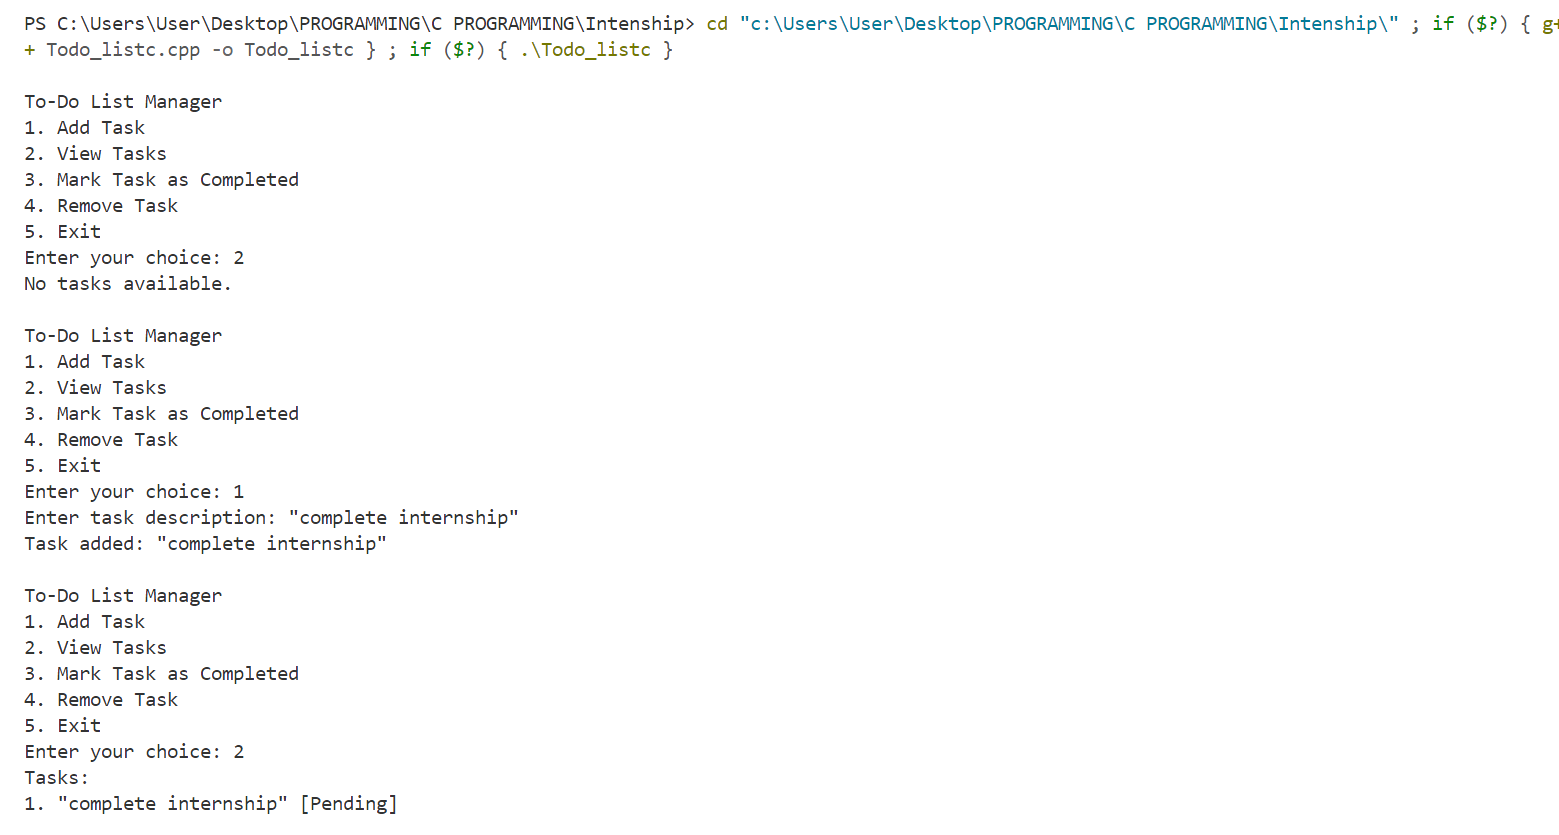 PS C:\Users\User\Desktop\PROGRAMMING\C PROGRAMMING\Intenship> cd "c:\Users\User\Desktop\PROGRAMMING\C PROGRAMMING\Intenship\" ; if ($?) { g+
+ Todo_listc.cpp -o Todo_listc } ; if ($?) { .\Todo_listc }
To-Do List Manager
1. Add Task
2. View Tasks
3. Mark Task as Completed
4. Remove Task
5. Exit
Enter your choice: 2
No tasks available.
To-Do List Manager
1. Add Task
2. View Tasks
3. Mark Task as Completed
4. Remove Task
5. Exit
Enter your choice: 1
Enter task description: "complete internship"
Task added: "complete internship"
To-Do List Manager
1. Add Task
2. View Tasks
3. Mark Task as Completed
4. Remove Task
5. Exit
Enter your choice: 2
Tasks:
1. "complete internship" [Pending]